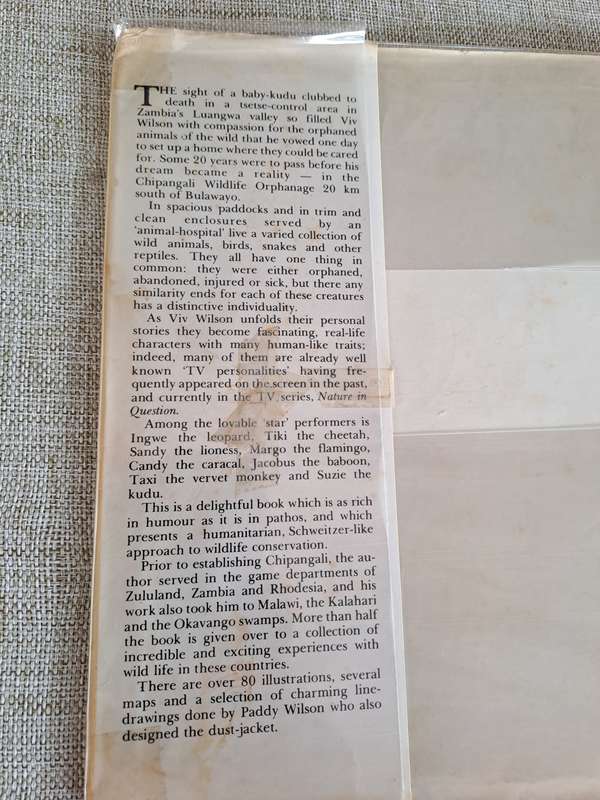 THE sight of a baby-kudu clubbed to
death in a tsetse-control area in
Zambia's Luangwa valley so filled Viv
Wilson with compassion for the orphaned
animals of the wild that he vowed one day
to set up a home where they could be cared
for. Some 20 years were to pass before his
dream became a reality — in the
Chipangali Wildlife Orphanage 20 km
south of Bulawayo.
In spacious paddocks and in trim and
clean enclosures served by an
'animal-hospital' live a varied collection of
wild animals, birds, snakes and other
reptiles. They all have one thing in
common: they were either orphaned,
abandoned, injured or sick, but there any
similarity ends for each of these creatures
has a distinctive individuality.
As Viv Wilson unfolds their personal
stories they become fascinating, real-life
characters with many human-like traits;
indeed, many of them are already well
known 'TV personalities' having fre-
quently appeared on the screen in the past,
and currently in the TV series, Nature in
Question.
Among the lovable 'star' performers is
Ingwe the leopard, Tiki the cheetah,
Sandy the lioness, Margo the flamingo,
Candy the caracal, Jacobus the baboon,
Taxi the vervet monkey and Suzie the
kudu.
This is a delightful book which is as rich
in humour as it is in pathos, and which
presents a humanitarian, Schweitzer-like
approach to wildlife conservation.
Prior to establishing Chipangali, the au-
thor served in the game departments of
Zululand, Zambia and Rhodesia, and his
work also took him to Malawi, the Kalahari
and the Okavango swamps. More than half
the book is given over to a collection of
incredible and exciting experiences with
wild life in these countries.
There are over 80 illustrations, several
maps and a selection of charming line-
drawings done by Paddy Wilson who also
designed the dust-jacket.